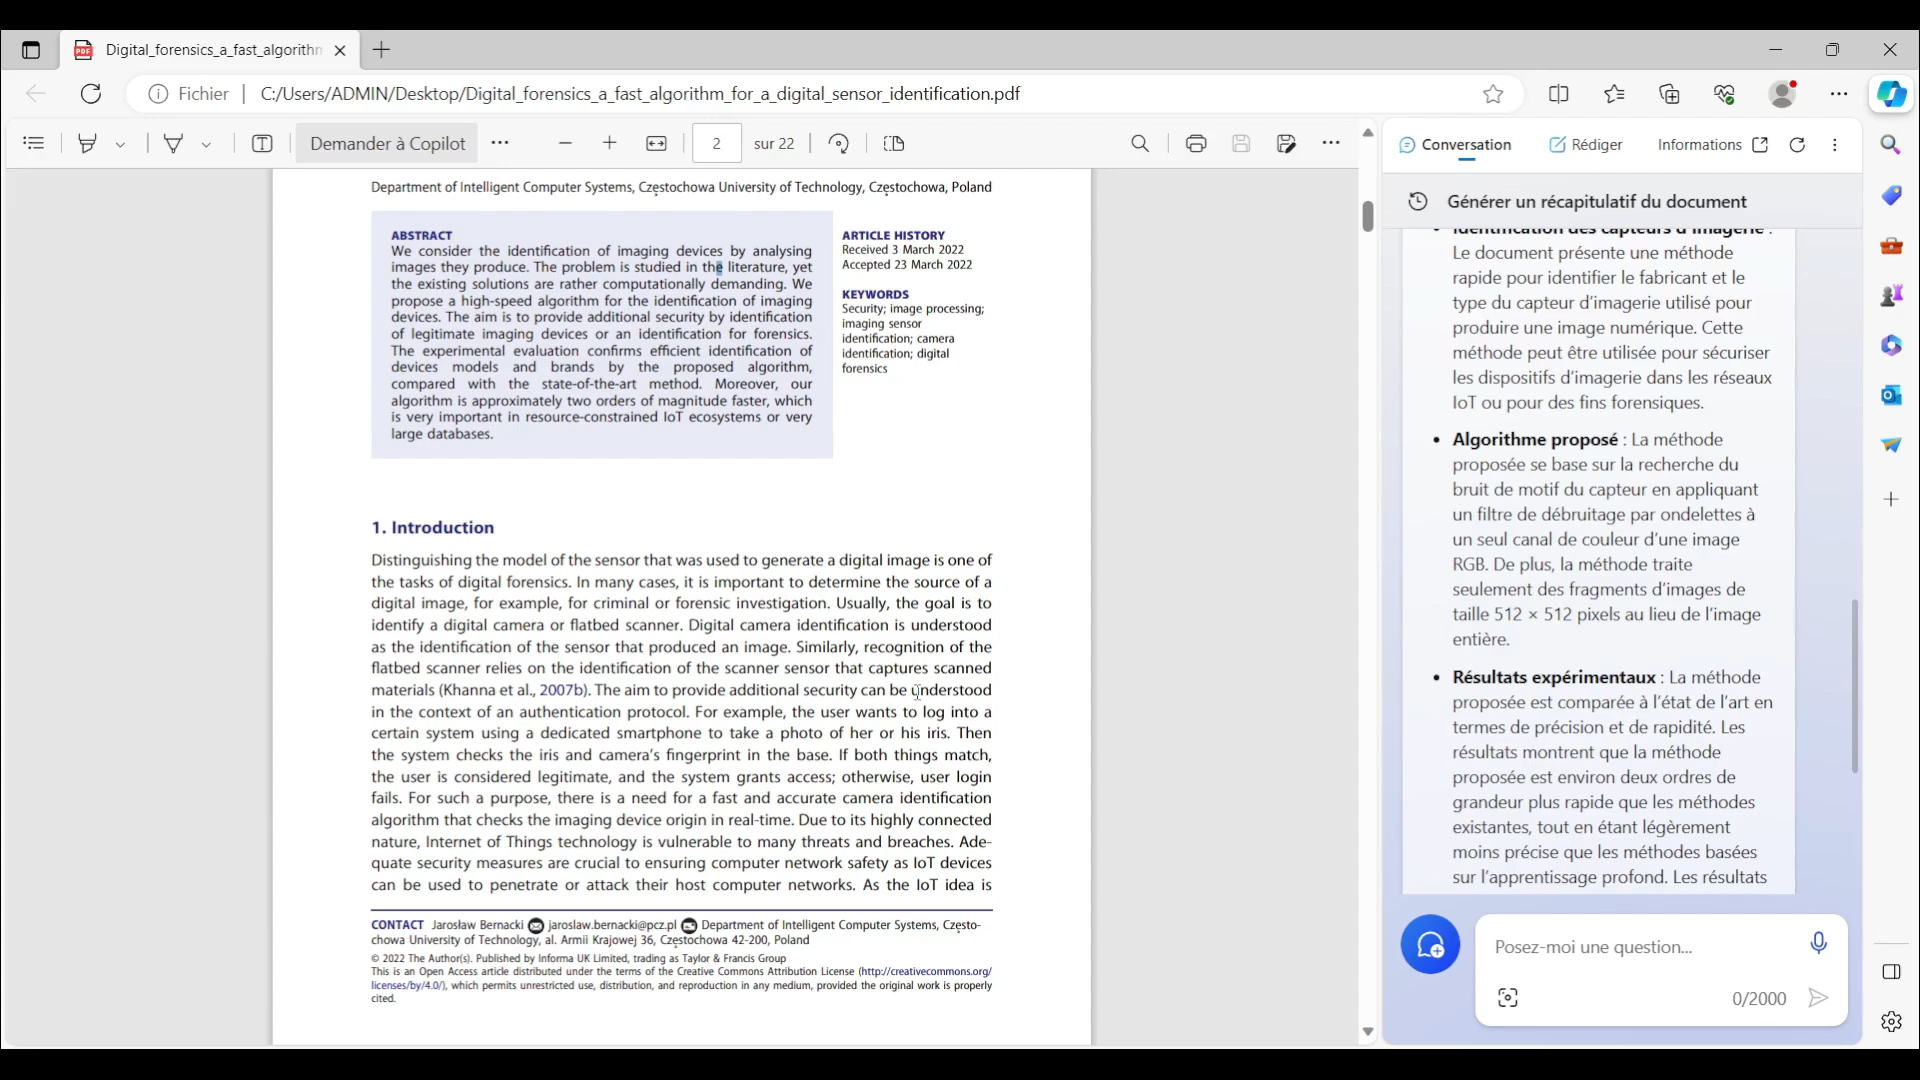 Digital_forensics_a_fast_algorithm
Fichier
C:/Users/ADMIN/Desktop/Digital_forensics_a_fast_algorithm_for_a_digital_sensor_identification.pdf
Demander à Copilot
2
sur 22
Department of Intelligent Computer Systems, Częstochowa University of Technology, Częstochowa, Poland
ABSTRACT
We consider the identification of imaging devices by analysing
images they produce. The problem is studied in the literature, yet
the existing solutions are rather computationally demanding. We
propose a high-speed algorithm for the identification of imaging
devices. The aim is to provide additional security by identification
of legitimate imaging devices or an identification for forensics.
The experimental evaluation confirms efficient identification of
devices models and brands by the proposed algorithm,
compared with the state-of-the-art method. Moreover, our
algorithm is approximately two orders of magnitude faster, which
is very important in resource-constrained IoT ecosystems or very
large databases.
ARTICLE HISTORY
Received 3 March 2022
Accepted 23 March 2022
KEYWORDS
Security; image processing;
imaging sensor
identification; camera
identification; digital
forensics
1. Introduction
Distinguishing the model of the sensor that was used to generate a digital image is one of
the tasks of digital forensics. In many cases, it is important to determine the source of a
digital image, for example, for criminal or forensic investigation. Usually, the goal is to
identify a digital camera or flatbed scanner. Digital camera identification is understood
as the identification of the sensor that produced an image. Similarly, recognition of the
flatbed scanner relies on the identification of the scanner sensor that captures scanned
materials (Khanna et al., 2007b). The aim to provide additional security can be understood
in the context of an authentication protocol. For example, the user wants to log into a
certain system using a dedicated smartphone to take a photo of her or his iris. Then
the system checks the iris and camera's fingerprint in the base. If both things match,
the user is considered legitimate, and the system grants access; otherwise, user login
fails. For such a purpose, there is a need for a fast and accurate camera identification
algorithm that checks the imaging device origin in real-time. Due to its highly connected
nature, Internet of Things technology is vulnerable to many threats and breaches. Ade-
quate security measures are crucial to ensuring computer network safety as IoT devices
can be used to penetrate or attack their host computer networks. As the IoT idea is
CONTACT Jarosław Bernacki jaroslaw.bernacki@pcz.pl Department of Intelligent Computer Systems, Często-
chowa University of Technology, al. Armii Krajowej 36, Częstochowa 42-200, Poland
© 2022 The Author(s). Published by Informa UK Limited, trading as Taylor & Francis Group
This is an Open Access article distributed under the terms of the Creative Commons Attribution License (http://creativecommons.org/
licenses/by/4.0/), which permits unrestricted use, distribution, and reproduction in any medium, provided the original work is properly
cited.
Conversation
Rédiger
Informations
Générer un récapitulatif du document
• Identification des capteurs d'imagerie :
Le document présente une méthode
rapide pour identifier le fabricant et le
type du capteur d'imagerie utilisé pour
produire une image numérique. Cette
méthode peut être utilisée pour sécuriser
les dispositifs d'imagerie dans les réseaux
IoT ou pour des fins forensiques.
• Algorithme proposé : La méthode
proposée se base sur la recherche du
bruit de motif du capteur en appliquant
un filtre de débruitage par ondelettes à
un seul canal de couleur d'une image
RGB. De plus, la méthode traite
seulement des fragments d'images de
taille 512 × 512 pixels au lieu de l'image
entière.
• Résultats expérimentaux : La méthode
proposée est comparée à l'état de l'art en
termes de précision et de rapidité. Les
résultats montrent que la méthode
proposée est environ deux ordres de
grandeur plus rapide que les méthodes
existantes, tout en étant légèrement
moins précise que les méthodes basées
sur l'apprentissage profond. Les résultats
Posez-moi une question...
0/2000